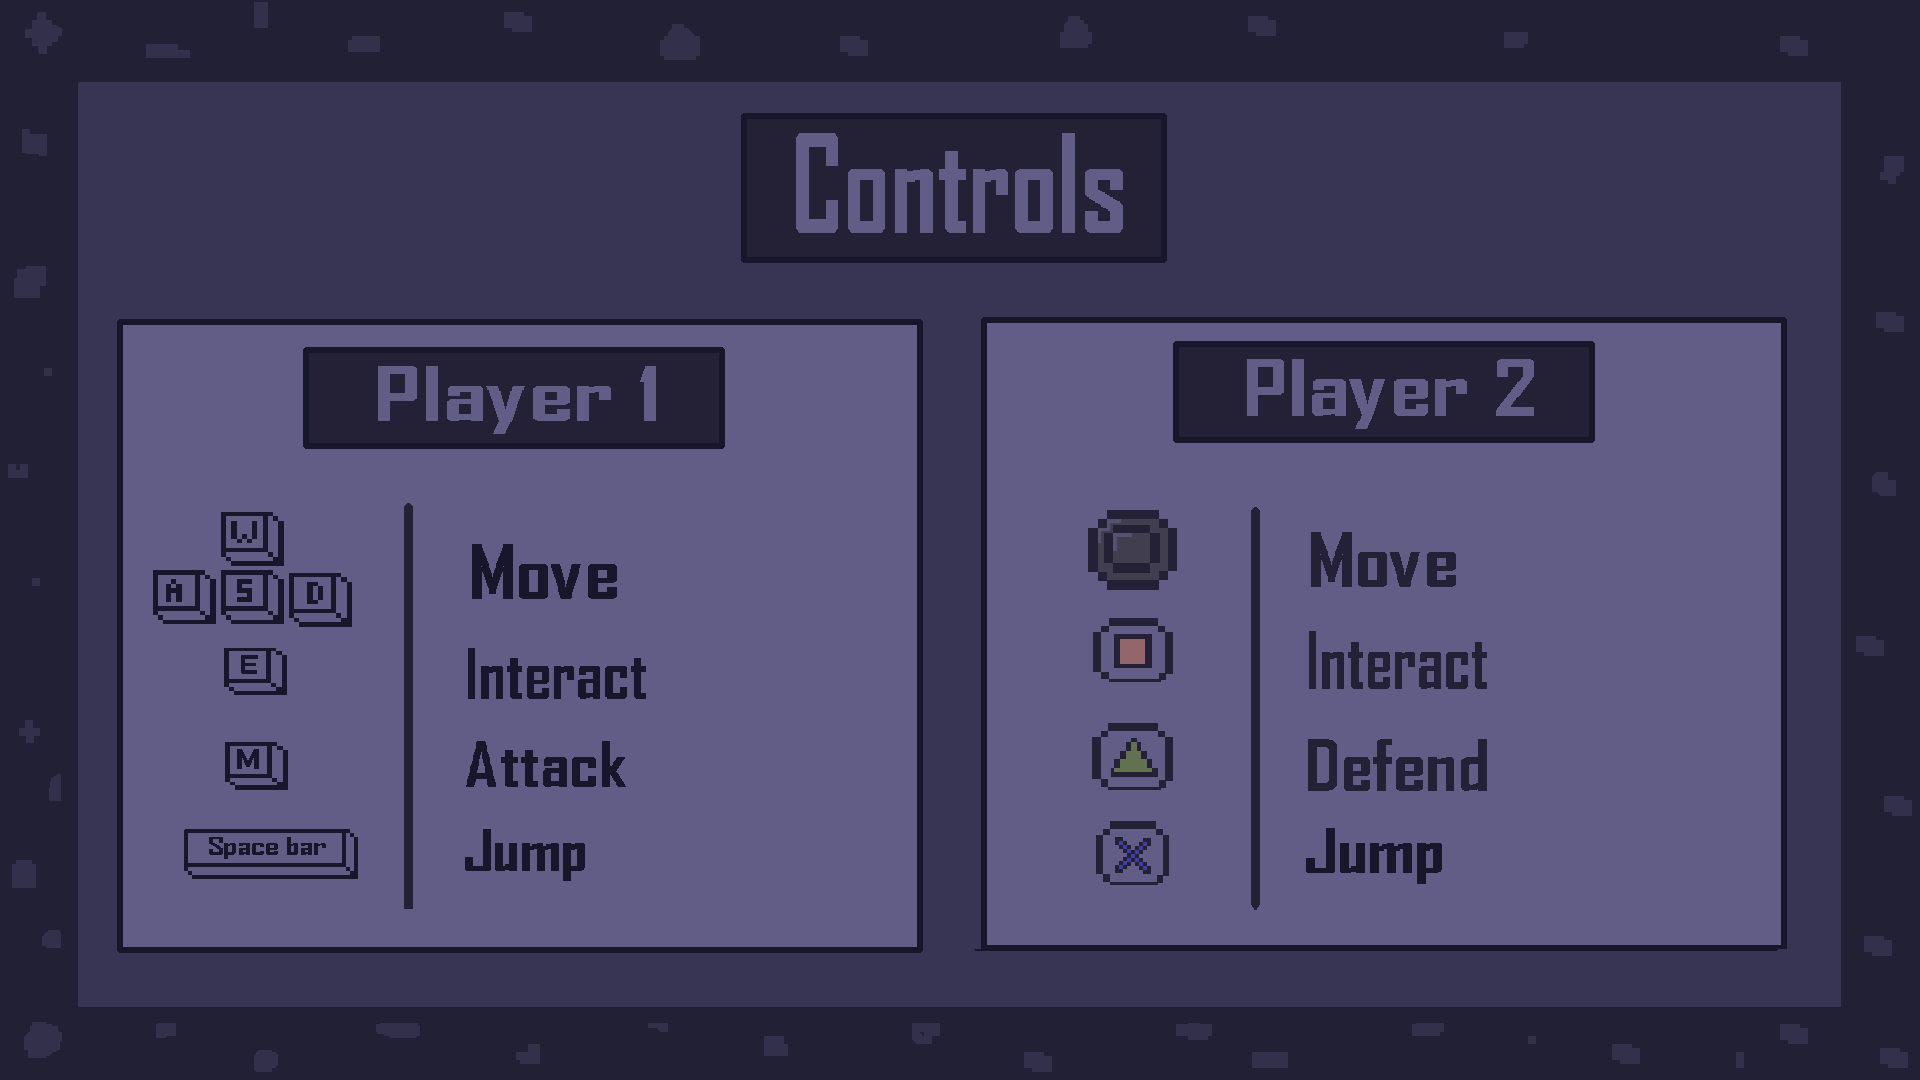 Controls
Player 1
W
A S D
Move
E
Interact
M
Attack
Space bar
Jump
Player 2
Move
Interact
Defend
Jump